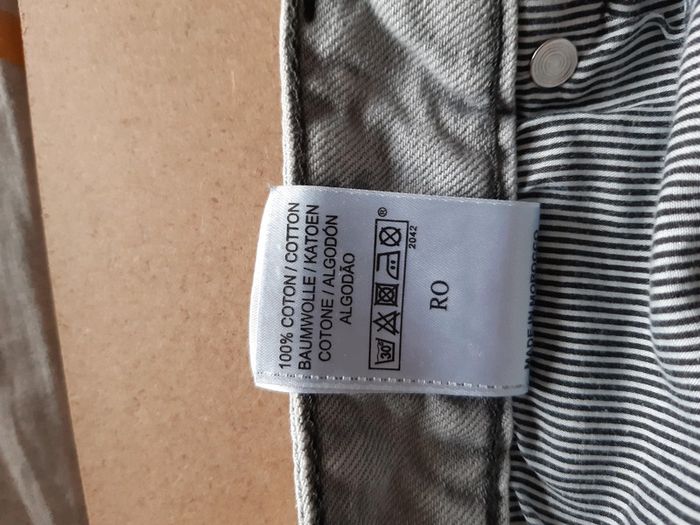 100% COTON / COTTON
BAUMWOLLE / KATOEN
COTONE / ALGODÓN
ALGODÃO
30° ®
2042
RO
MADE IN MOROCCO